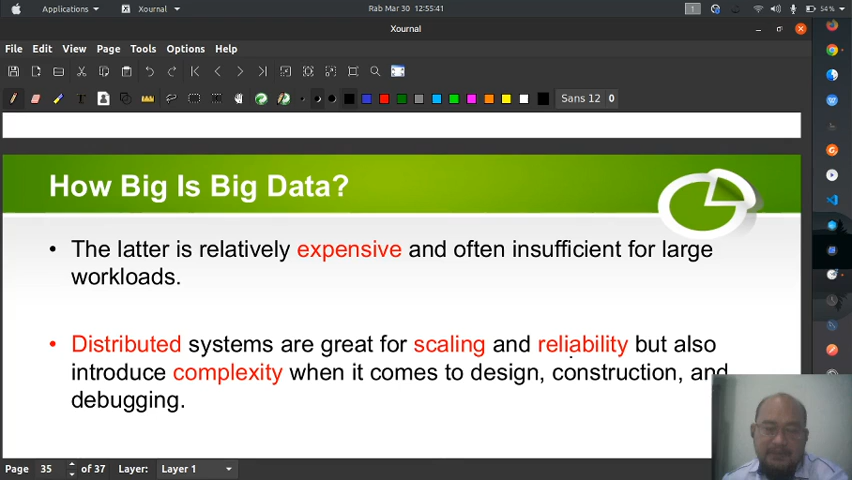 Applications Xournal Rab Mar 30 12:55:41 1 54 %
Xournal
File Edit View Page Tools Options Help
Sans 12 0
How Big Is Big Data?
• The latter is relatively expensive and often insufficient for large
workloads.
• Distributed systems are great for scaling and reliability but also
introduce complexity when it comes to design, construction, and
debugging.
Page 35 of 37 Layer: Layer 1